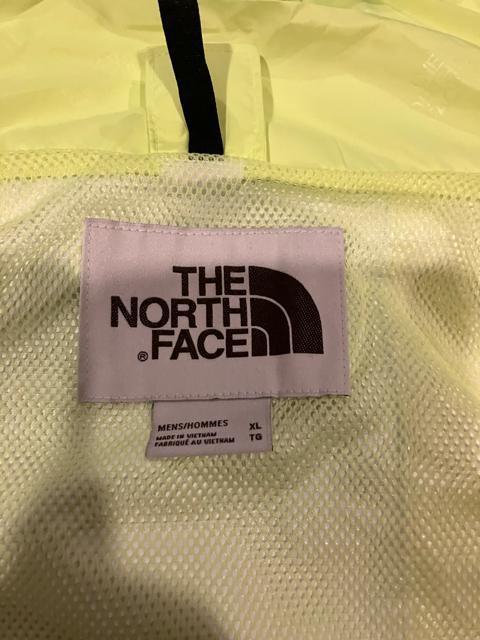 THE
NORTH
® FACE
MENS/HOMMES XL
MADE IN VIETNAM TG
FABRIQUÉ AU VIETNAM